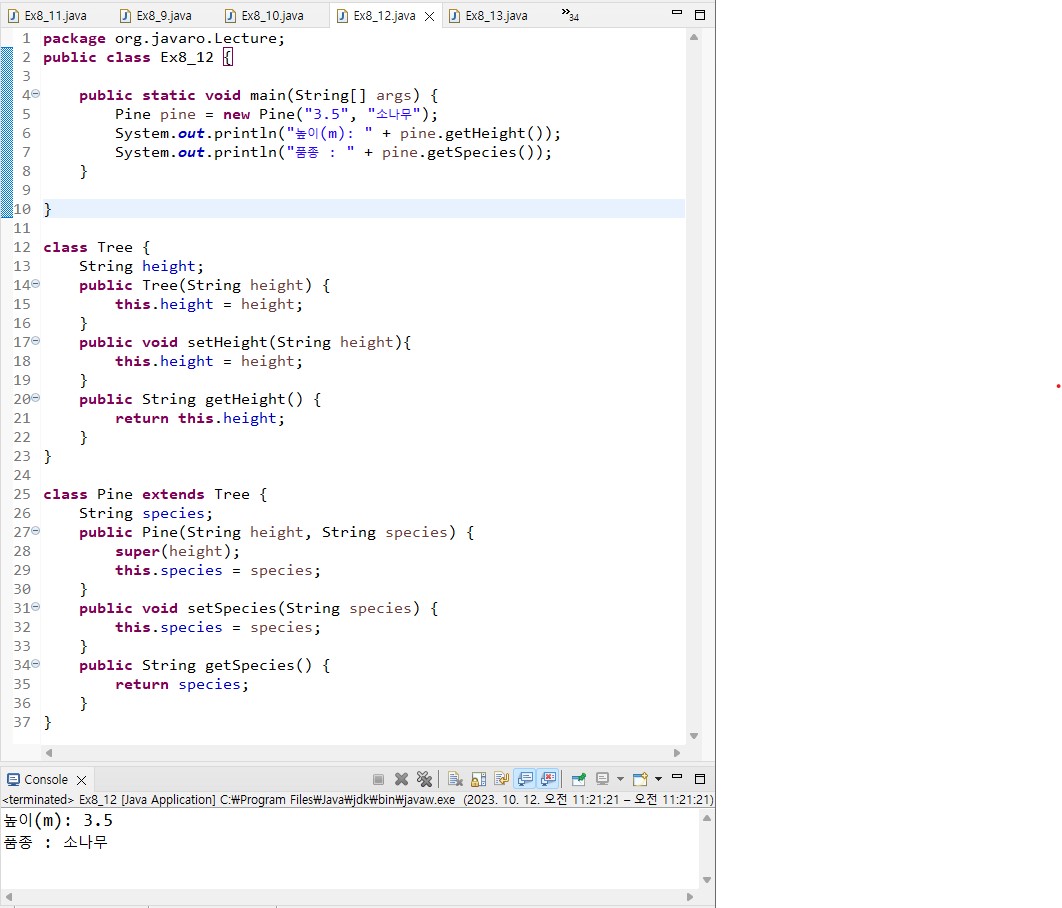 Ex8_11.java Ex8_9.java Ex8_10.java Ex8_12.java Ex8_13.java »34
1 package org.javaro.Lecture;
2 public class Ex8_12 {
3
4 public static void main(String[] args) {
5 Pine pine = new Pine("3.5", "소나무");
6 System.out.println("높이(m): " + pine.getHeight());
7 System.out.println("품종 : " + pine.getSpecies());
8 }
9
10 }
11
12 class Tree {
13 String height;
14 public Tree(String height) {
15 this.height = height;
16 }
17 public void setHeight(String height){
18 this.height = height;
19 }
20 public String getHeight() {
21 return this.height;
22 }
23 }
24
25 class Pine extends Tree {
26 String species;
27 public Pine(String height, String species) {
28 super(height);
29 this.species = species;
30 }
31 public void setSpecies(String species) {
32 this.species = species;
33 }
34 public String getSpecies() {
35 return species;
36 }
37 }
Console
<terminated> Ex8_12 [Java Application] C:₩Program Files₩Java₩jdk₩bin₩javaw.exe (2023. 10. 12. 오전 11:21:21 – 오전 11:21:21)
높이(m): 3.5
품종 : 소나무